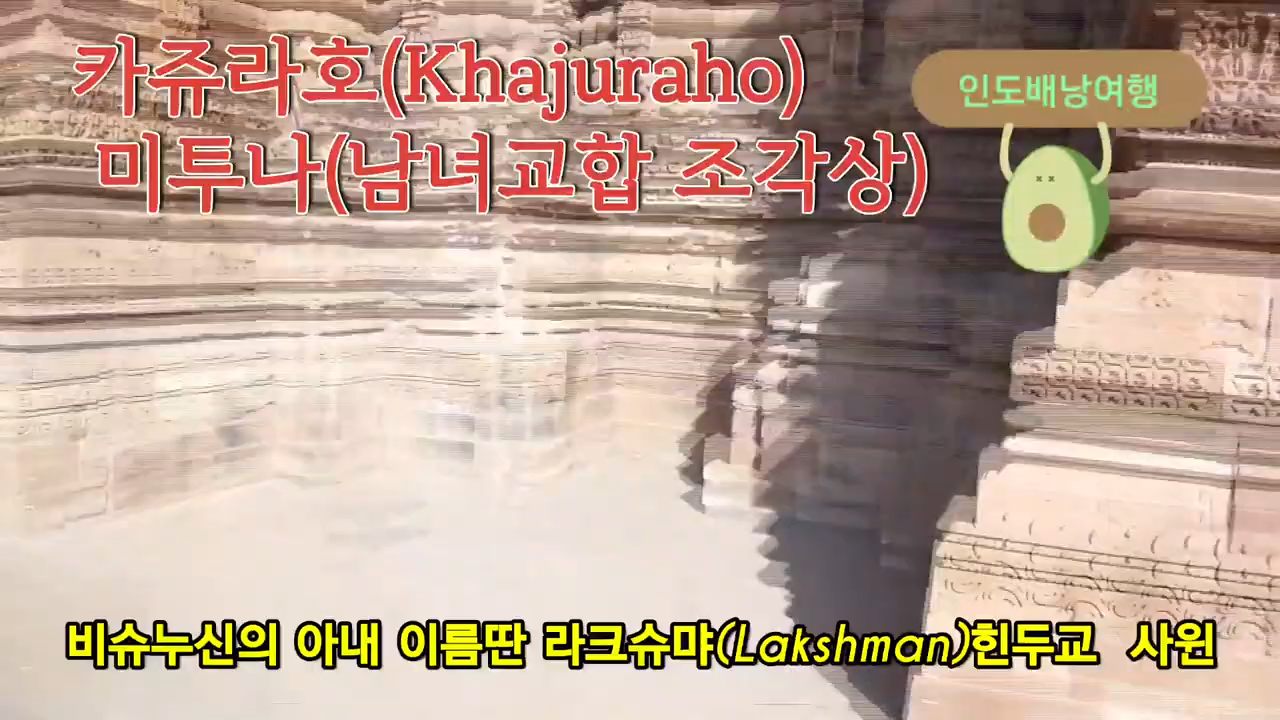 카쥬라호(Khajuraho)
미투나(남녀교합 조각상)
인도배낭여행
비슈누신의 아내 이름딴 라크슈먀(Lakshman)힌두교 사원